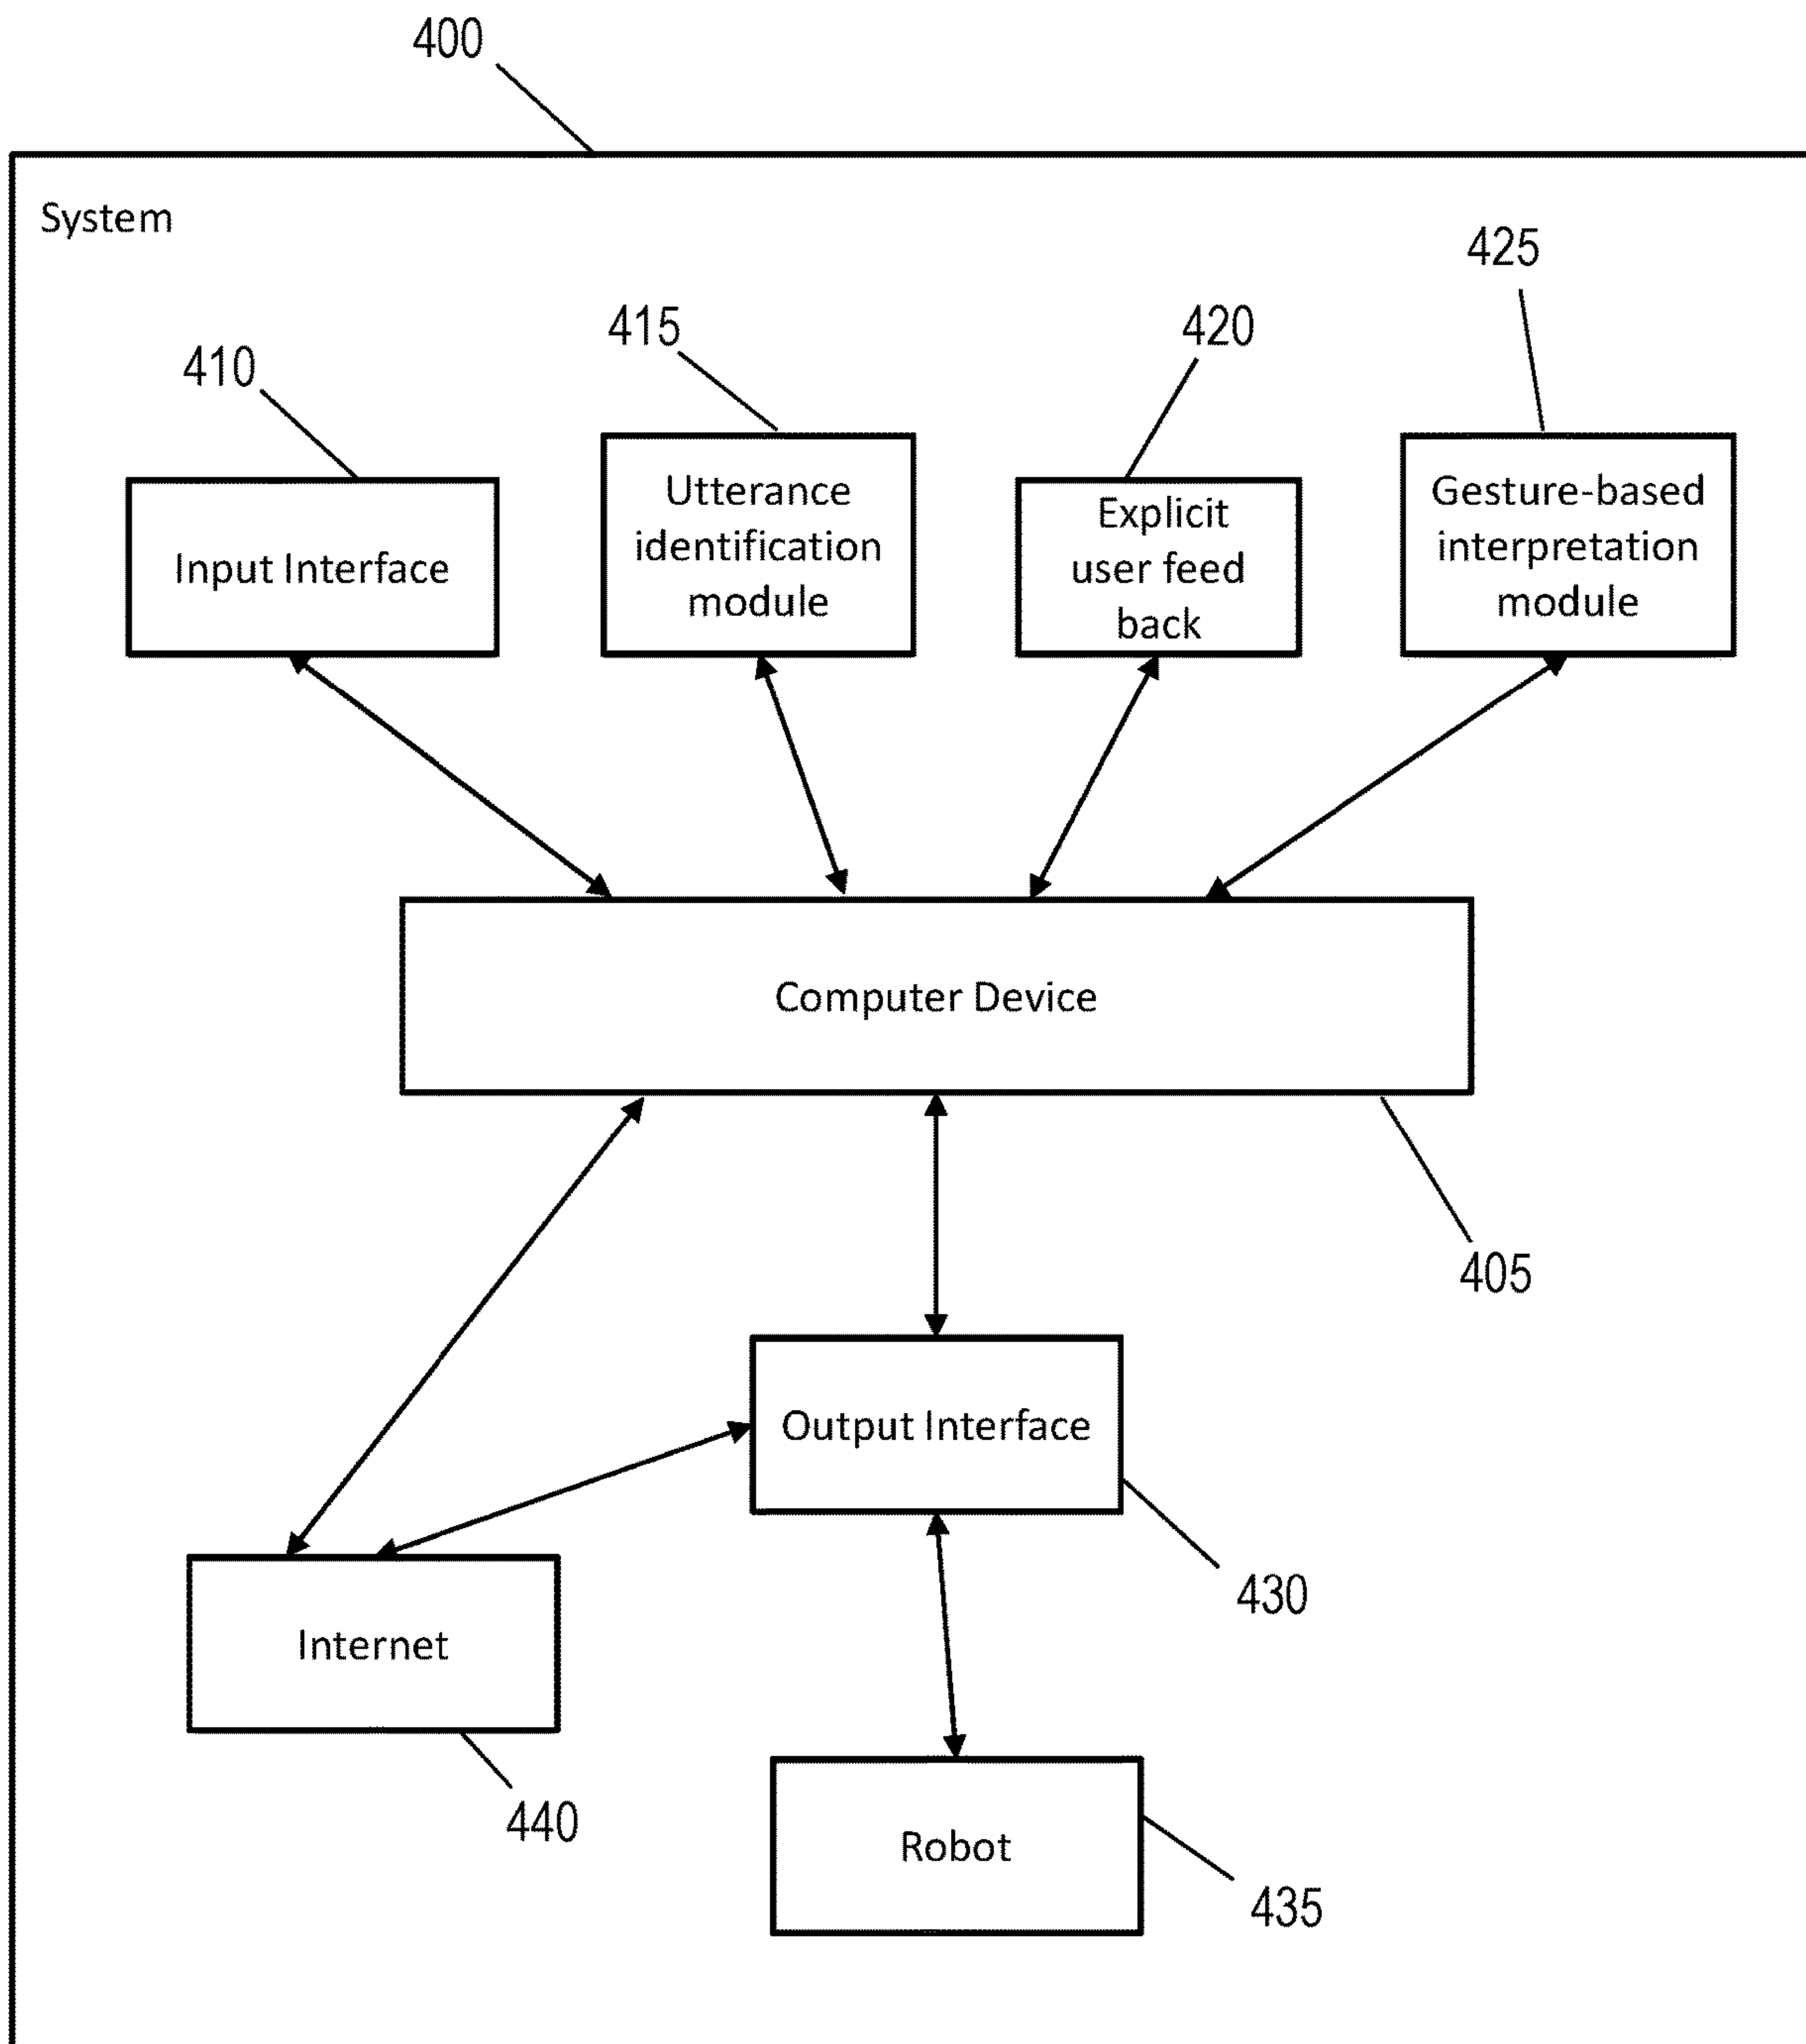 400
System
425
415
420
410
Utterance
identification
module
Explicit
user feed
back
Gesture-based
interpretation
module
Input Interface
Computer Device
405
Output Interface
430
Internet
440
Robot
435